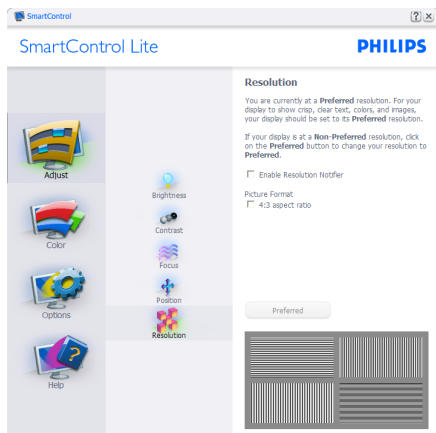 SmartControl
SmartControl Lite
PHILIPS
Adjust
Color
Options
Help
Brightness
Contrast
Focus
Position
Resolution
Resolution
You are currently at a Preferred resolution. For your
display to show crisp, clear text, colors, and images,
your display should be set to its Preferred resolution.
If your display is at a Non-Preferred resolution, click
on the Preferred button to change your resolution to
Preferred.
Enable Resolution Notifier
Picture Format
4:3 aspect ratio
Preferred